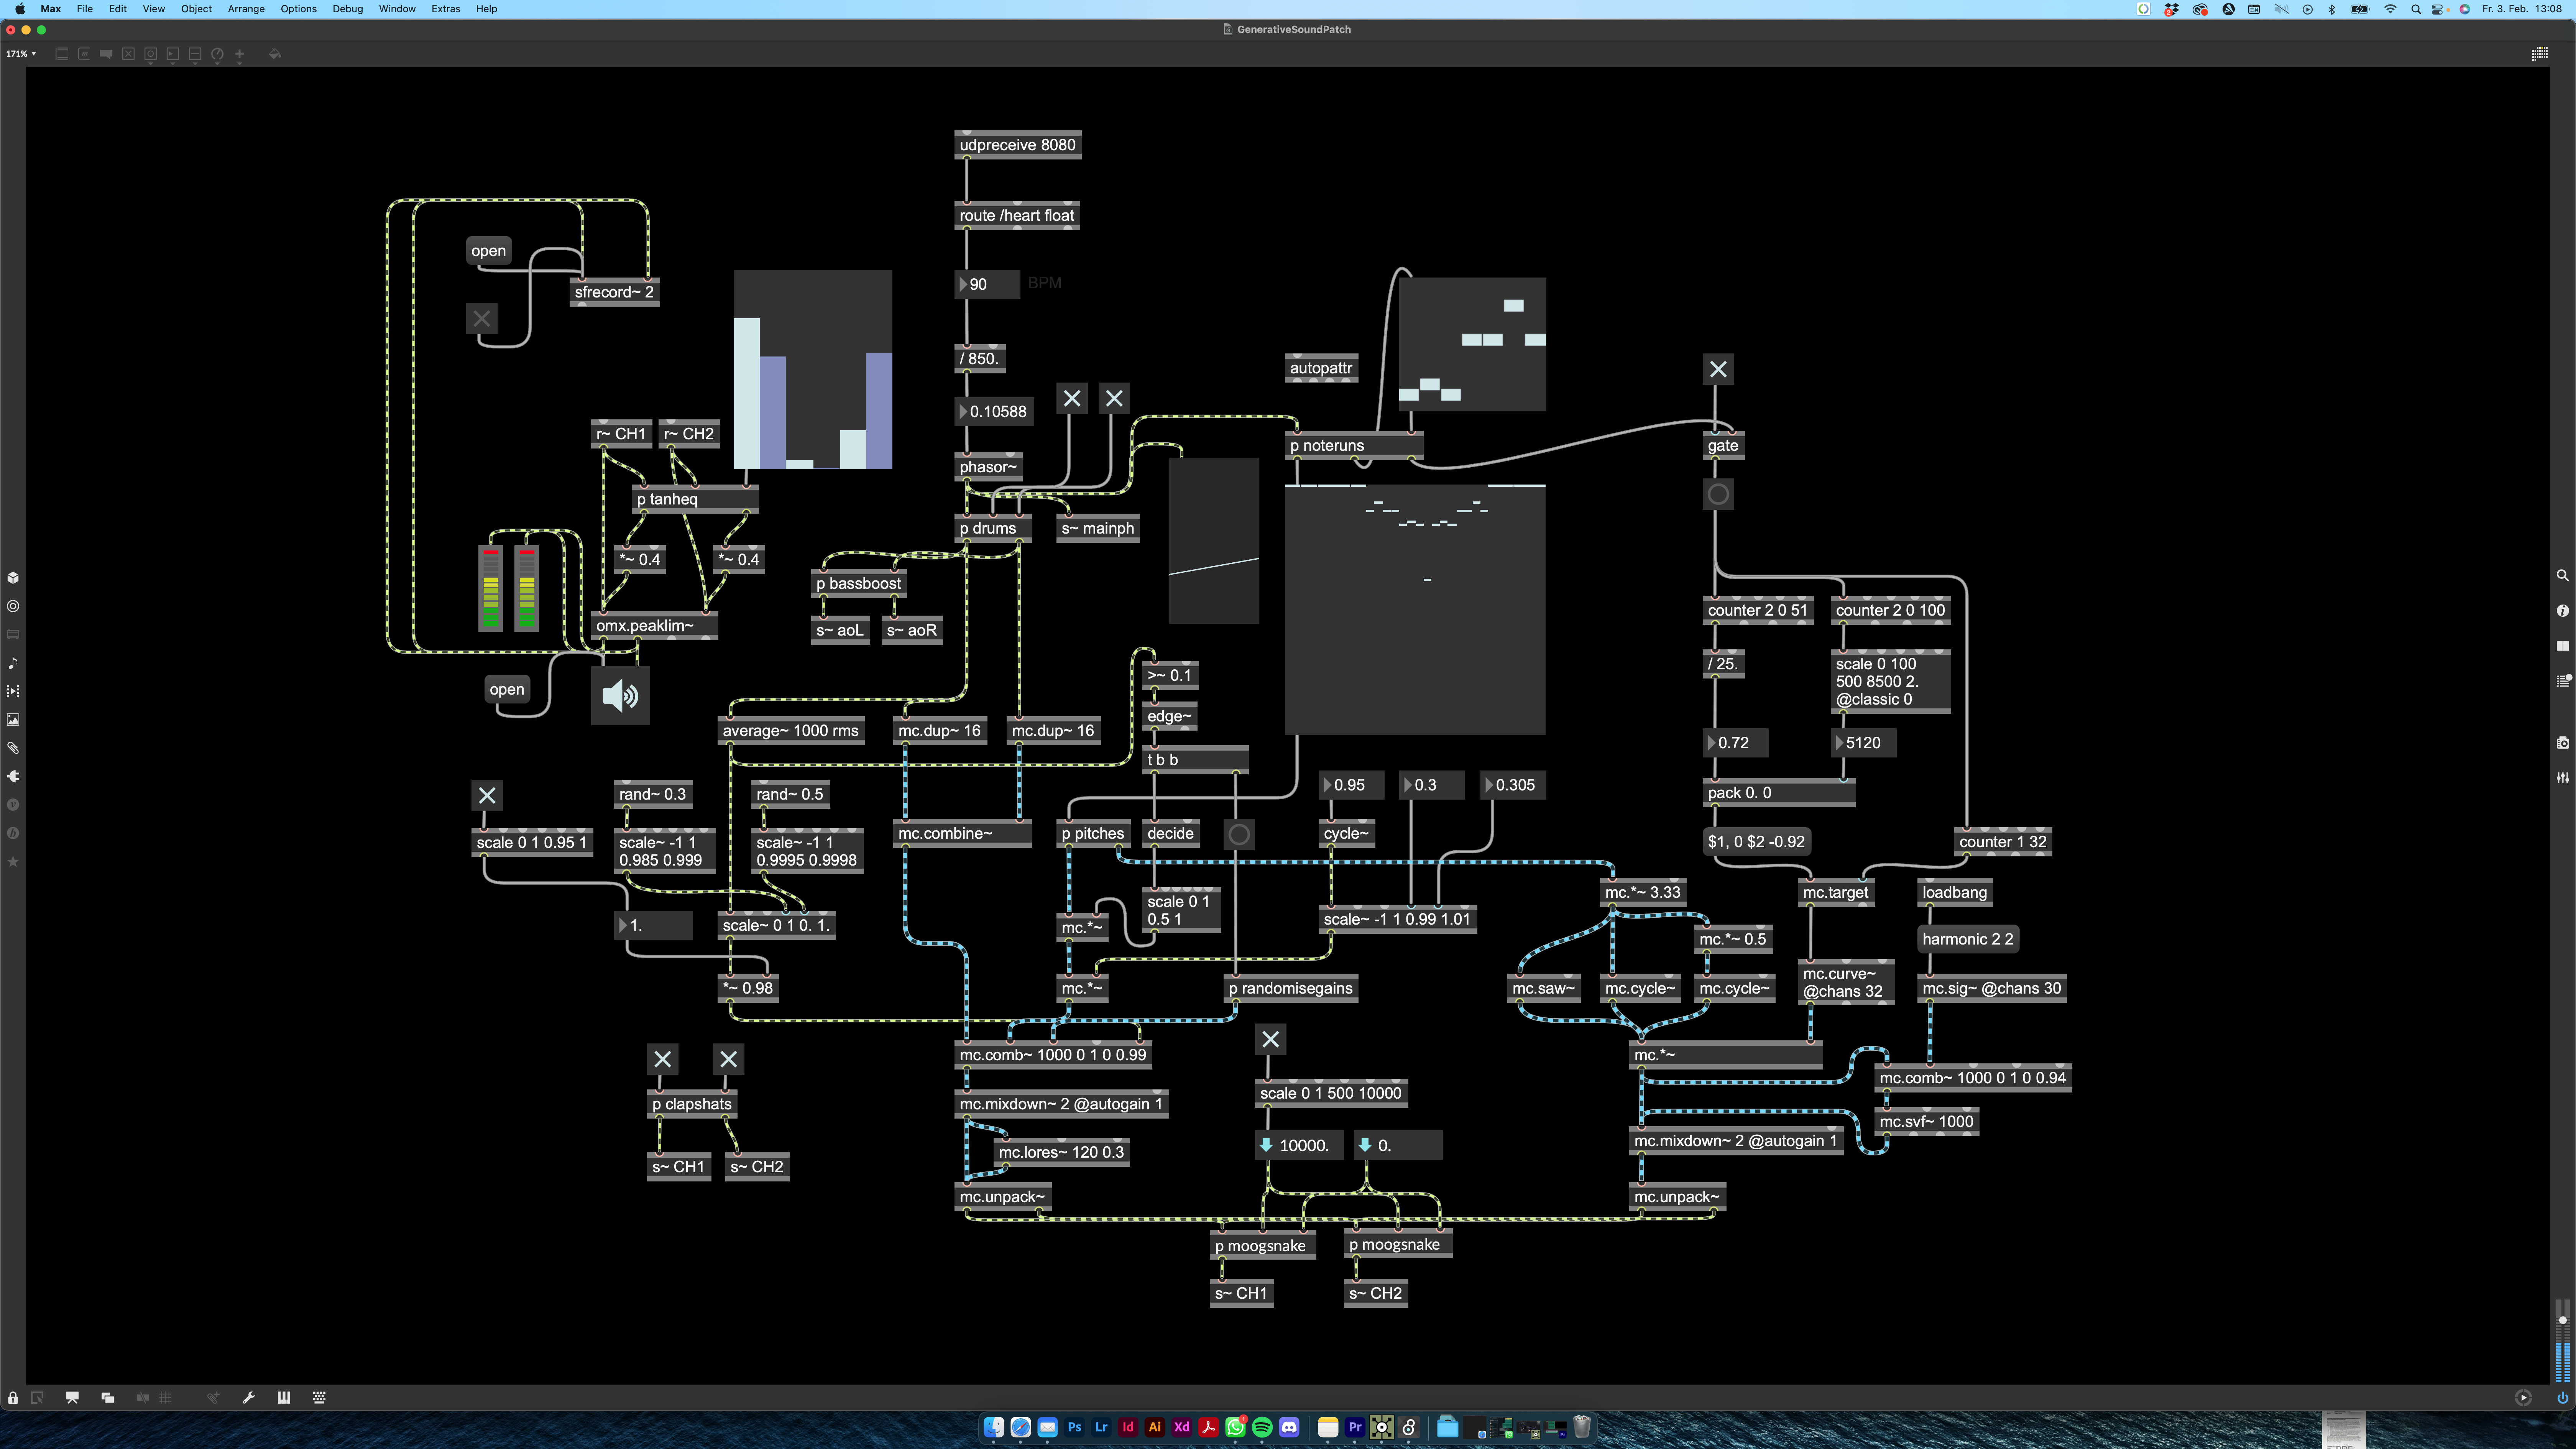 Max File Edit View Object Arrange Options Debug Window Extras Help
Fr. 3. Feb. 13:08
GenerativeSoundPatch
171%
udpreceive 8080
route /heart float
open
sfrecord~ 2
90 BPM
/ 850.
autopattr
0.10588
r~ CH1 r~ CH2
p noteruns
gate
phasor~
p tanheq
p drums
s~ mainph
*~ 0.4 *~ 0.4
p bassboost
counter 2 0 51
counter 2 0 100
omx.peaklim~
s~ aoL s~ aoR
/ 25.
scale 0 100
500 8500 2.
@classic 0
>~ 0.1
open
edge~
average~ 1000 rms
mc.dup~ 16
mc.dup~ 16
0.72
5120
t b b
0.95 0.3 0.305
pack 0. 0
rand~ 0.3
rand~ 0.5
mc.combine~
p pitches
decide
cycle~
scale 0 1 0.95 1
scale~ -1 1
0.985 0.999
scale~ -1 1
0.9995 0.9998
$1, 0 $2 -0.92
counter 1 32
mc.*~ 3.33
mc.target
loadbang
scale 0 1
0.5 1
1.
scale~ 0 1 0. 1.
mc.*~
scale~ -1 1 0.99 1.01
mc.*~ 0.5
harmonic 2 2
*~ 0.98
mc.*~
p randomisegains
mc.saw~
mc.cycle~
mc.cycle~
mc.curve~
@chans 32
mc.sig~ @chans 30
mc.comb~ 1000 0 1 0 0.99
mc.*~
mc.comb~ 1000 0 1 0 0.94
p clapshats
mc.mixdown~ 2 @autogain 1
scale 0 1 500 10000
mc.svf~ 1000
mc.lores~ 120 0.3
10000. 0.
mc.mixdown~ 2 @autogain 1
s~ CH1 s~ CH2
mc.unpack~
mc.unpack~
p moogsnake
p moogsnake
s~ CH1
s~ CH2
Ps Lr Id Ai Xd Pr